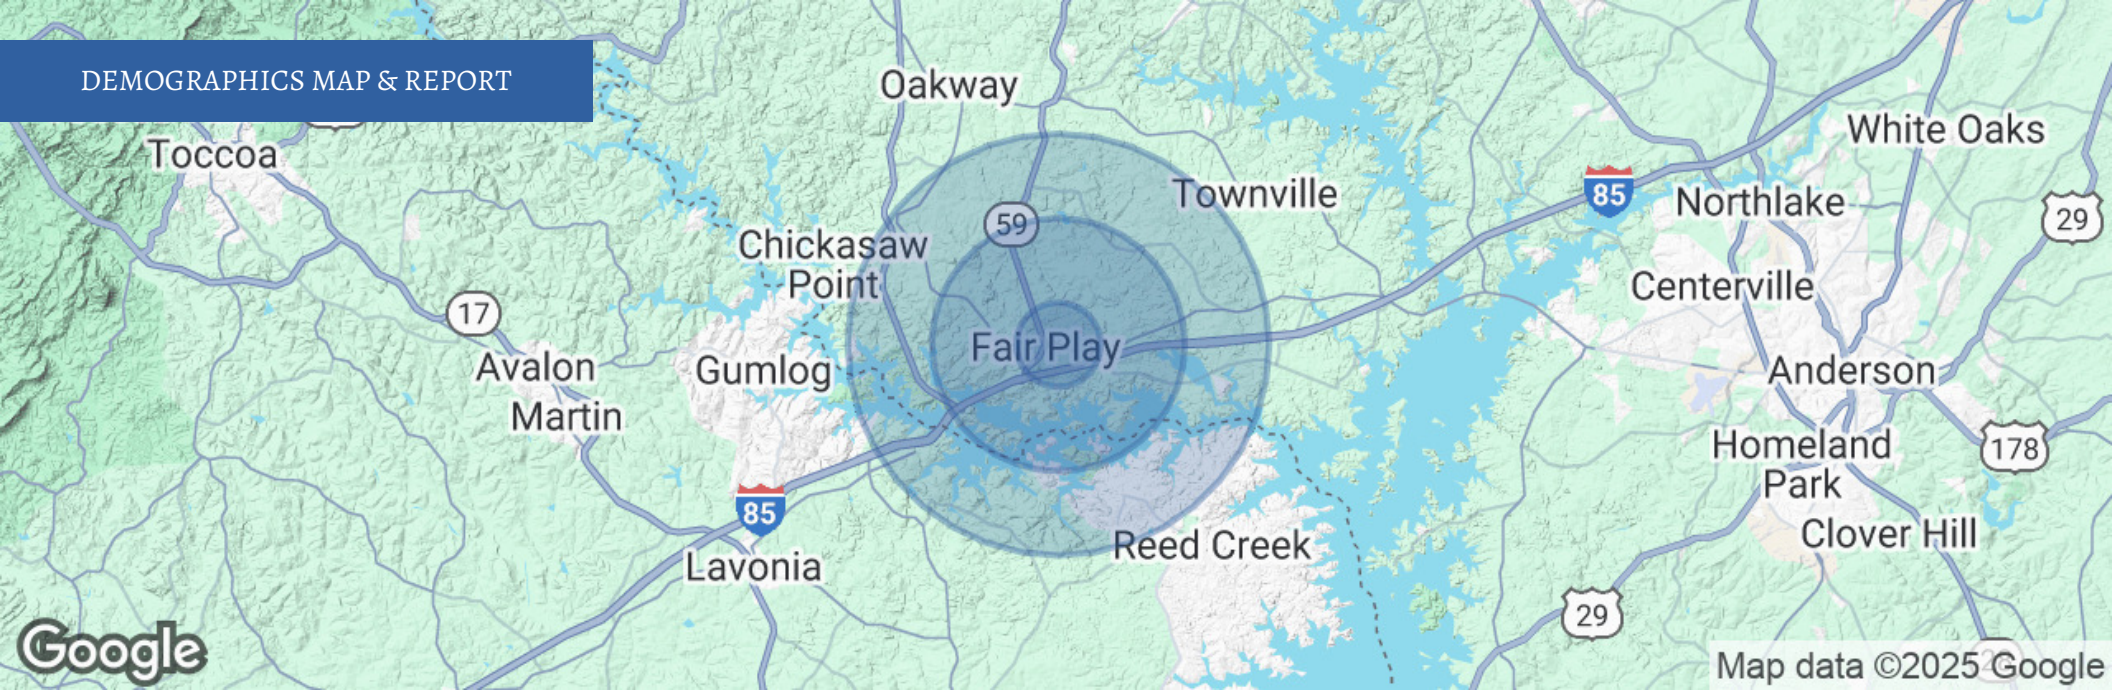 DEMOGRAPHICS MAP & REPORT
Oakway
White Oaks
Toccoa
Townville
85
Northlake
29
59
Chickasaw
Point
Centerville
17
Fair Play
Avalon
Gumlog
Anderson
Martin
Homeland
Park
178
85
Clover Hill
Reed Creek
Lavonia
29
Google
Map data ©2025 Google